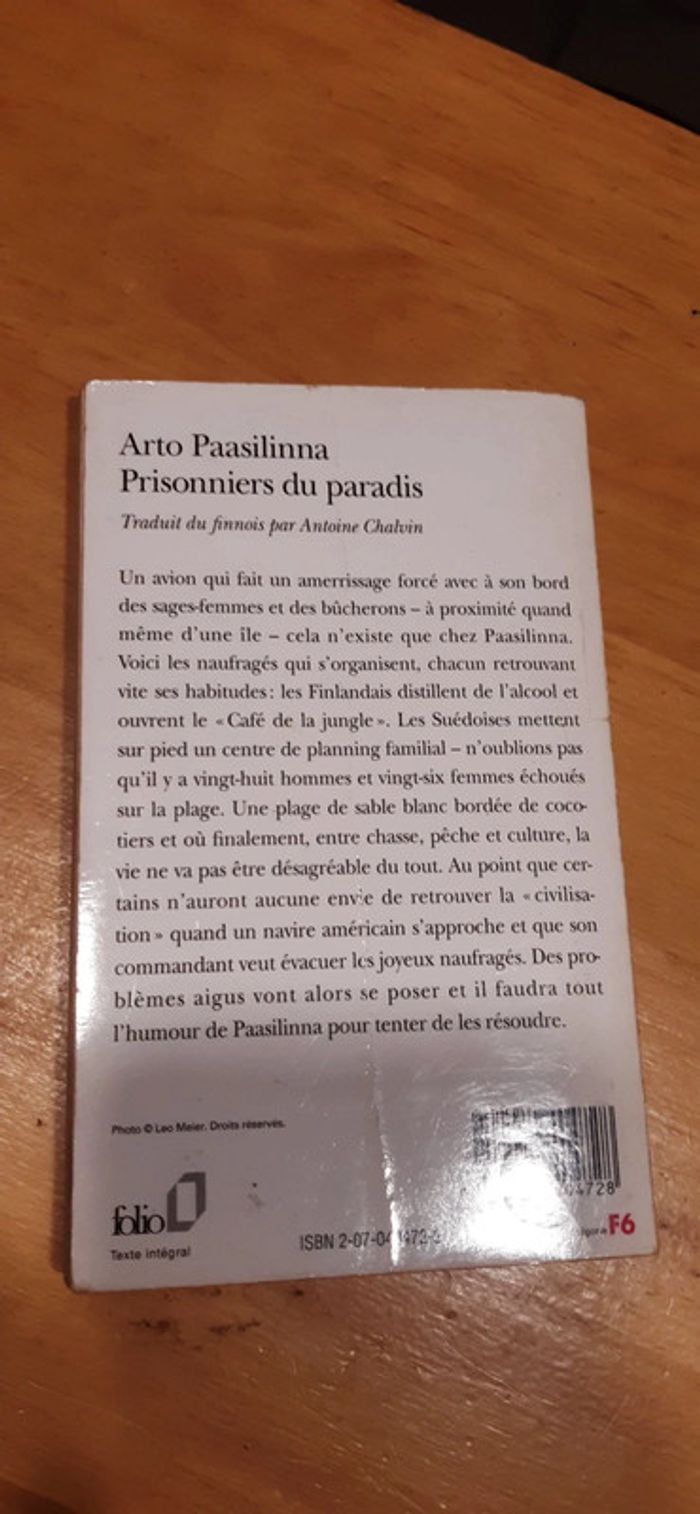 Arto Paasilinna
Prisonniers du paradis
Traduit du finnois par Antoine Chalvin
Un avion qui fait un amerrissage forcé avec à son bord
des sages-femmes et des bûcherons – à proximité quand
même d'une île – cela n'existe que chez Paasilinna.
Voici les naufragés qui s'organisent, chacun retrouvant
vite ses habitudes : les Finlandais distillent de l'alcool et
ouvrent le « Café de la jungle ». Les Suédoises mettent
sur pied un centre de planning familial – n'oublions pas
qu'il y a vingt-huit hommes et vingt-six femmes échoués
sur la plage. Une plage de sable blanc bordée de coco-
tiers et où finalement, entre chasse, pêche et culture, la
vie ne va pas être désagréable du tout. Au point que cer-
tains n'auront aucune envie de retrouver la « civilisa-
tion » quand un navire américain s'approche et que son
commandant veut évacuer les joyeux naufragés. Des pro-
blèmes aigus vont alors se poser et il faudra tout
l'humour de Paasilinna pour tenter de les résoudre.
Photo © Leo Meier. Droits réservés.
folio
Texte intégral
ISBN
F6